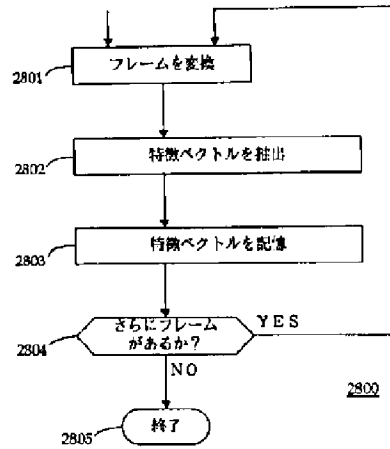 2801
フレームを変換
2802
特徴ベクトルを抽出
2803
特徴ベクトルを記憶
2804
さらにフレーム
があるか?
YES
NO
2800
2805
終了